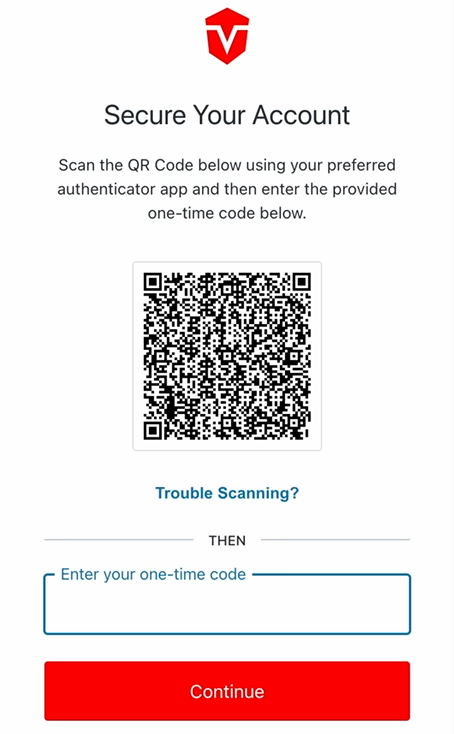 Secure Your Account
Scan the QR Code below using your preferred
authenticator app and then enter the provided
one-time code below.
Trouble Scanning?
THEN
Enter your one-time code
Continue